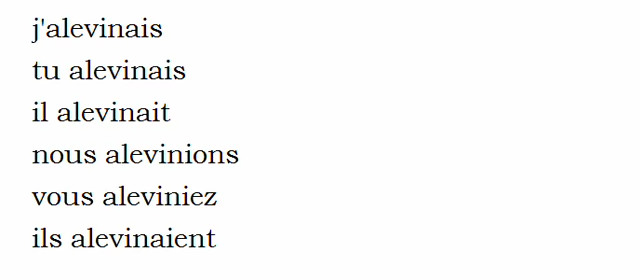 j'alevinais
tu alevinais
il alevinait
nous alevinions
vous aleviniez
ils alevinaient